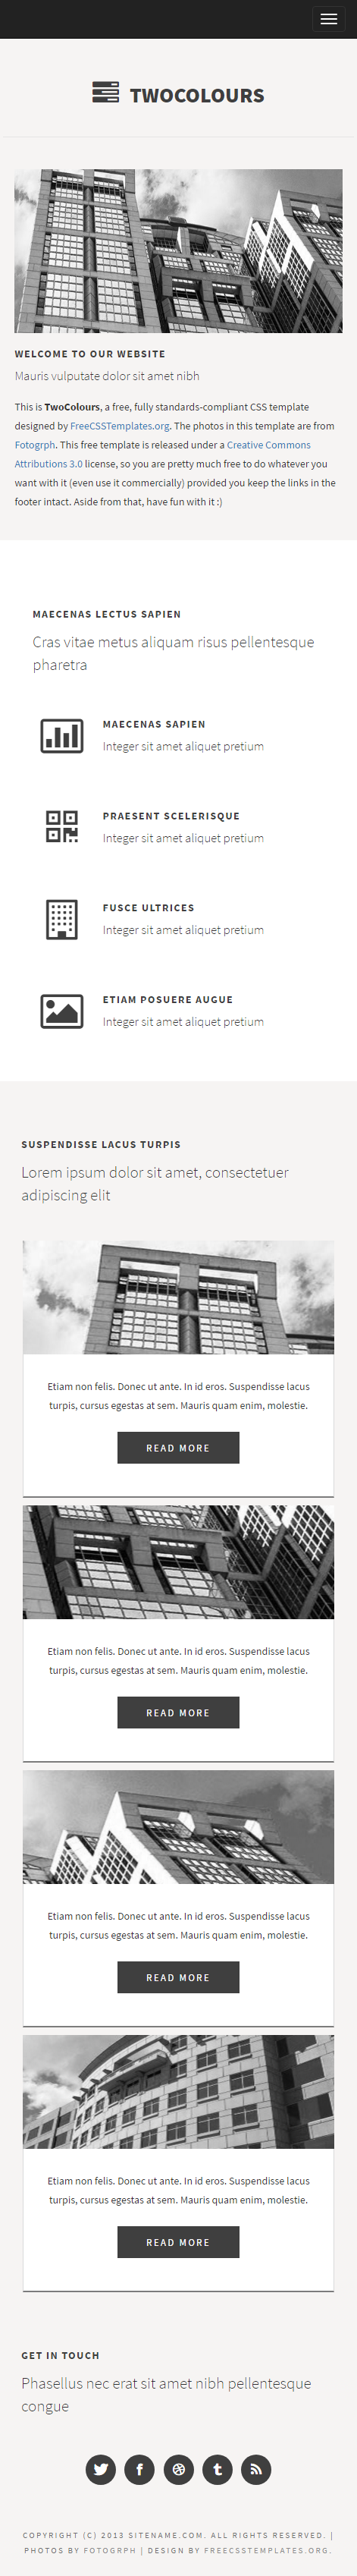 TWOCOLOURS
WELCOME TO OUR WEBSITE
Mauris vulputate dolor sit amet nibh
This is TwoColours, a free, fully standards-compliant CSS template
designed by FreeCSSTemplates.org. The photos in this template are from
Fotogrph. This free template is released under a Creative Commons
Attributions 3.0 license, so you are pretty much free to do whatever you
want with it (even use it commercially) provided you keep the links in the
footer intact. Aside from that, have fun with it :)
MAECENAS LECTUS SAPIEN
Cras vitae metus aliquam risus pellentesque
pharetra
MAECENAS SAPIEN
Integer sit amet aliquet pretium
PRAESENT SCELERISQUE
Integer sit amet aliquet pretium
FUSCE ULTRICES
Integer sit amet aliquet pretium
ETIAM POSUERE AUGUE
Integer sit amet aliquet pretium
SUSPENDISSE LACUS TURPIS
Lorem ipsum dolor sit amet, consectetuer
adipiscing elit
Etiam non felis. Donec ut ante. In id eros. Suspendisse lacus
turpis, cursus egestas at sem. Mauris quam enim, molestie.
READ MORE
Etiam non felis. Donec ut ante. In id eros. Suspendisse lacus
turpis, cursus egestas at sem. Mauris quam enim, molestie.
READ MORE
Etiam non felis. Donec ut ante. In id eros. Suspendisse lacus
turpis, cursus egestas at sem. Mauris quam enim, molestie.
READ MORE
Etiam non felis. Donec ut ante. In id eros. Suspendisse lacus
turpis, cursus egestas at sem. Mauris quam enim, molestie.
READ MORE
GET IN TOUCH
Phasellus nec erat sit amet nibh pellentesque
congue
COPYRIGHT (C) 2013 SITENAME.COM. ALL RIGHTS RESERVED. |
PHOTOS BY FOTOGRPH | DESIGN BY FREECSSTEMPLATES.ORG.